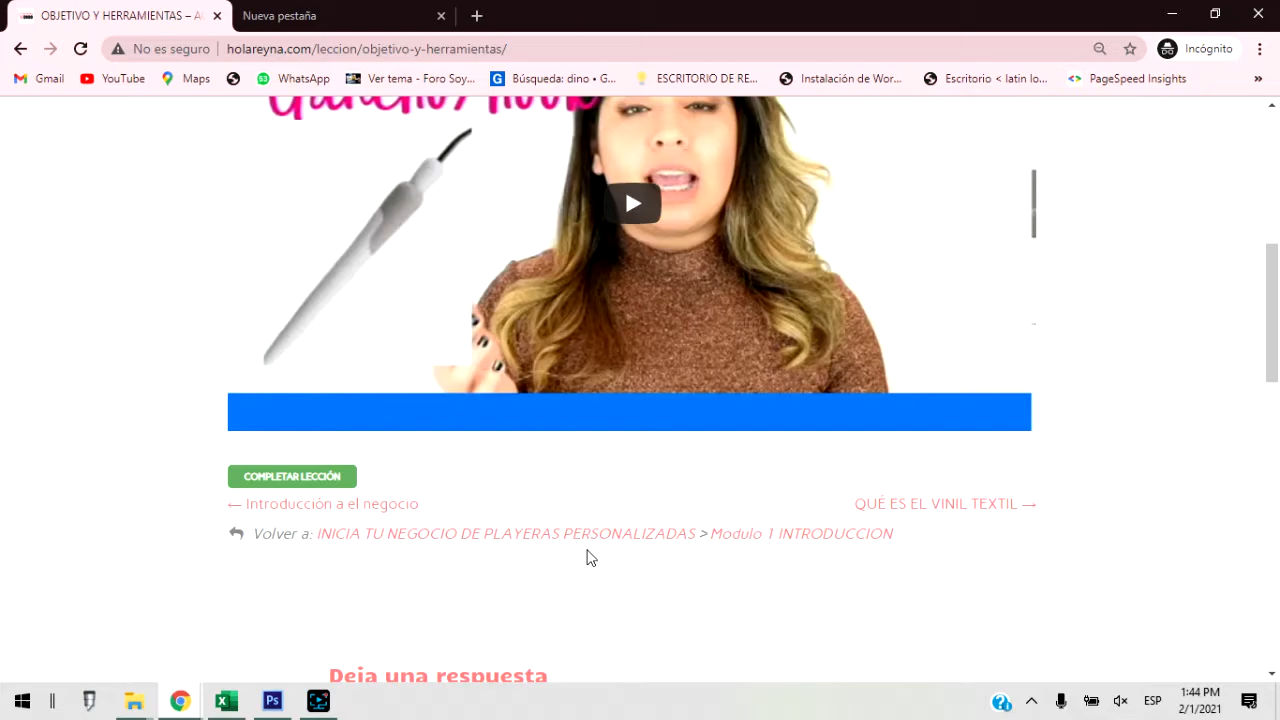 OBJETIVO Y HERRAMIENTAS – AL
Nueva pestaña
No es seguro
holareyna.com/leccion/objetivo-y-herramientas/
Incógnito
Gmail
YouTube
Maps
WhatsApp
Ver tema - Foro Soy...
Búsqueda: dino • G...
ESCRITORIO DE RE...
Instalación de Wor...
Escritorio < latin lo...
PageSpeed Insights
»
COMPLETAR LECCIÓN
← Introducción a el negocio
QUÉ ES EL VINIL TEXTIL →
Volver a: INICIA TU NEGOCIO DE PLAYERAS PERSONALIZADAS > Modulo 1 INTRODUCCION
Deja una respuesta
ESP
1:44 PM
2/1/2021